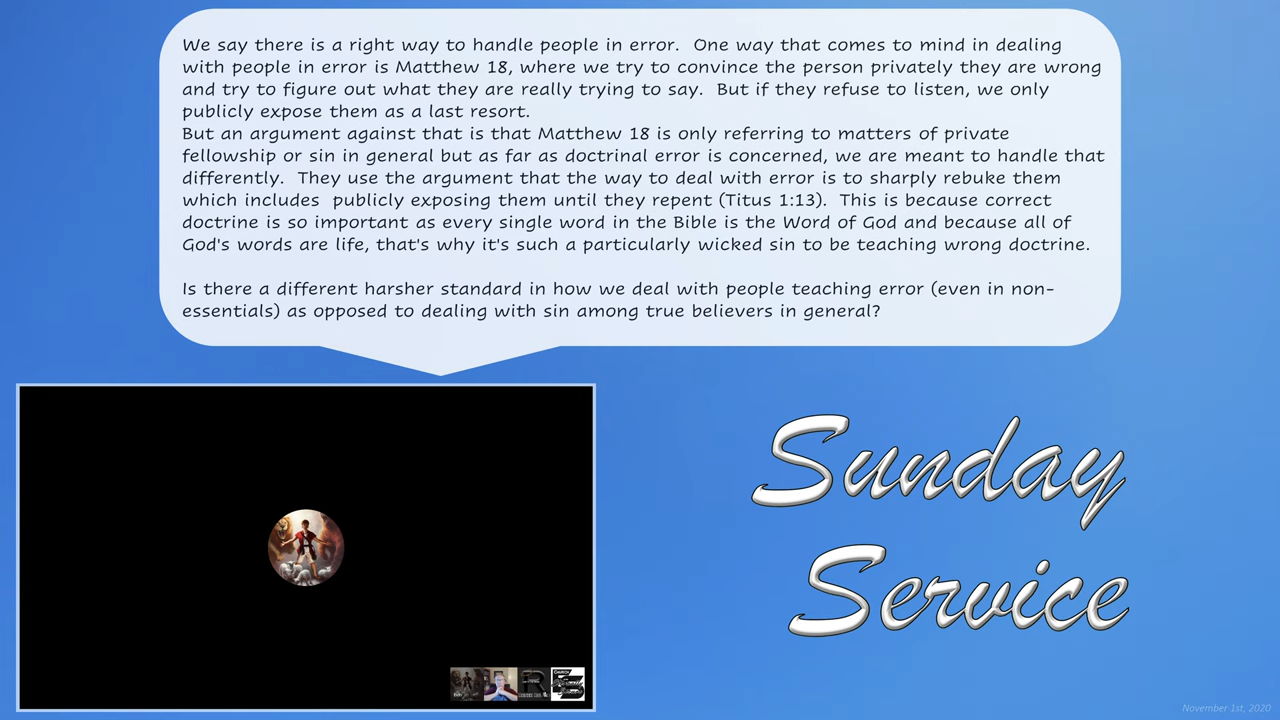 We say there is a right way to handle people in error.  One way that comes to mind in dealing
with people in error is Matthew 18, where we try to convince the person privately they are wrong
and try to figure out what they are really trying to say.  But if they refuse to listen, we only
publicly expose them as a last resort.
But an argument against that is that Matthew 18 is only referring to matters of private
fellowship or sin in general but as far as doctrinal error is concerned, we are meant to handle that
differently.  They use the argument that the way to deal with error is to sharply rebuke them
which includes  publicly exposing them until they repent (Titus 1:13).  This is because correct
doctrine is so important as every single word in the Bible is the Word of God and because all of
God's words are life, that's why it's such a particularly wicked sin to be teaching wrong doctrine.
Is there a different harsher standard in how we deal with people teaching error (even in non-
essentials) as opposed to dealing with sin among true believers in general?
Sunday
Service
November 1st, 2020